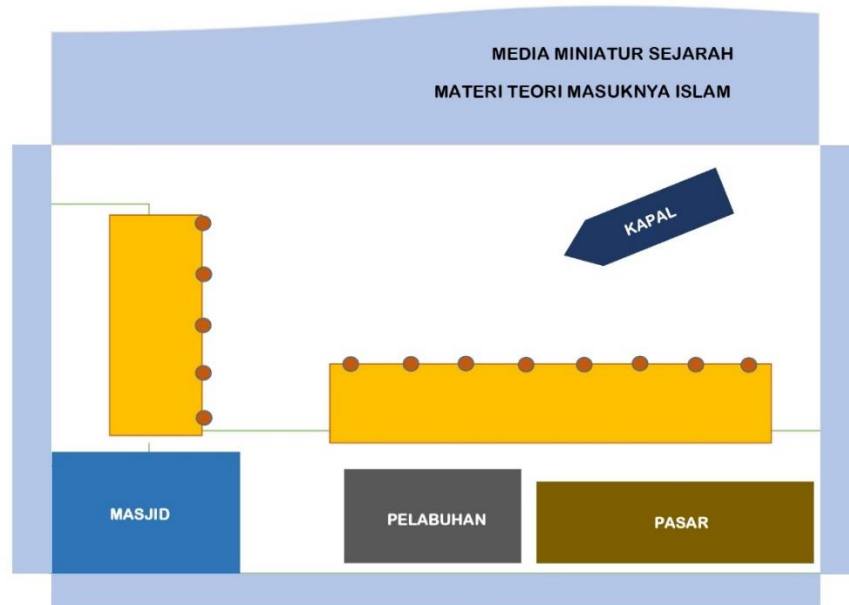 MEDIA MINIATUR SEJARAH
MATERI TEORI MASUKNYA ISLAM
KAPAL
MASJID
PELABUHAN
PASAR